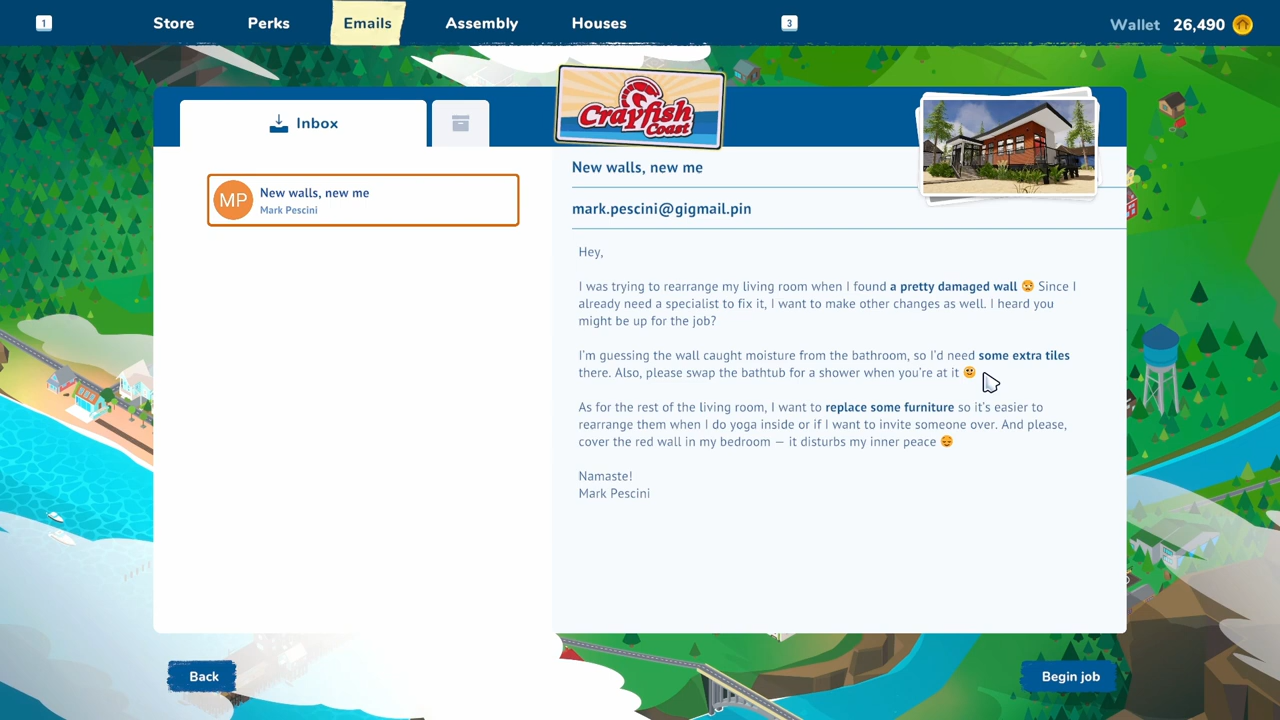 1
Store
Perks
Emails
Assembly
Houses
3
Wallet 26,490
Inbox
Crayfish
Coast
New walls, new me
MP
New walls, new me
Mark Pescini
mark.pescini@gigmail.pin
Hey,
I was trying to rearrange my living room when I found a pretty damaged wall 😥 Since I
already need a specialist to fix it, I want to make other changes as well. I heard you
might be up for the job?
I'm guessing the wall caught moisture from the bathroom, so I'd need some extra tiles
there. Also, please swap the bathtub for a shower when you're at it 😃
As for the rest of the living room, I want to replace some furniture so it's easier to
rearrange them when I do yoga inside or if I want to invite someone over. And please,
cover the red wall in my bedroom — it disturbs my inner peace 😌
Namaste!
Mark Pescini
Back
Begin job